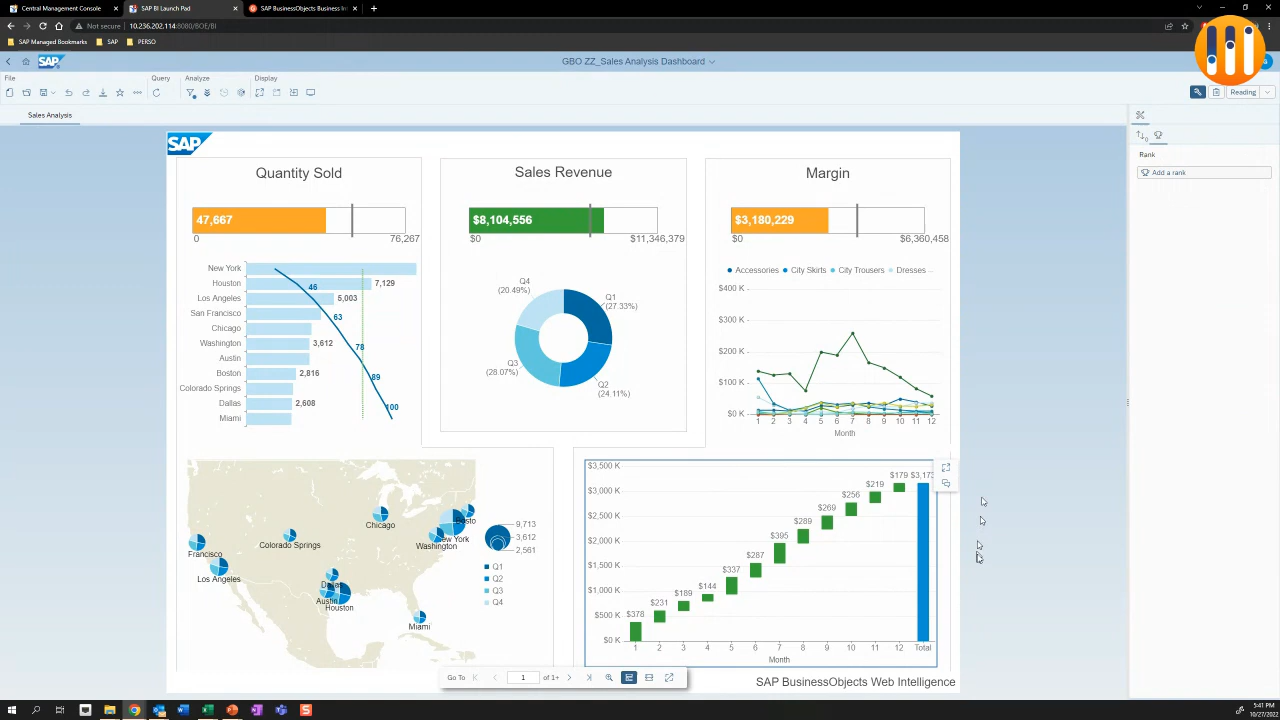 Central Management Console
SAP BI Launch Pad
SAP BusinessObjects Business In
Not secure
10.236.202.114:8080/BOE/BI
SAP Managed Bookmarks
SAP
PERSO
SAP
GBO ZZ_Sales Analysis Dashboard
File
Query
Analyze
Display
Reading
Sales Analysis
Rank
Add a rank
SAP
Quantity Sold
47,667
0
76,267
New York
Houston
7,129
Los Angeles
5,003
San Francisco
Chicago
Washington
3,612
Austin
Boston
2,816
Colorado Springs
Dallas
2,608
Miami
46
63
78
89
100
Sales Revenue
$8,104,556
$0
$11,346,379
Q4
(20.49%)
Q1
(27.33%)
Q3
(28.07%)
Q2
(24.11%)
Margin
$3,180,229
$0
$6,360,458
Accessories
City Skirts
City Trousers
Dresses
$400 K
$300 K
$200 K
$100 K
$0 K
1 2 3 4 5 6 7 8 9 10 11 12
Month
Francisco
Los Angeles
Colorado Springs
Chicago
Washington
Austin
Houston
Miami
9,713
3,612
2,561
Q1
Q2
Q3
Q4
$3,500 K
$3,000 K
$2,500 K
$2,000 K
$1,500 K
$1,000 K
$500 K
$0 K
$378
$231
$189
$144
$337
$287
$395
$289
$269
$256
$219
$179
1 2 3 4 5 6 7 8 9 10 11 12 Total
Month
Go To
1
of 1+
SAP BusinessObjects Web Intelligence
5:41 PM
10/27/2022